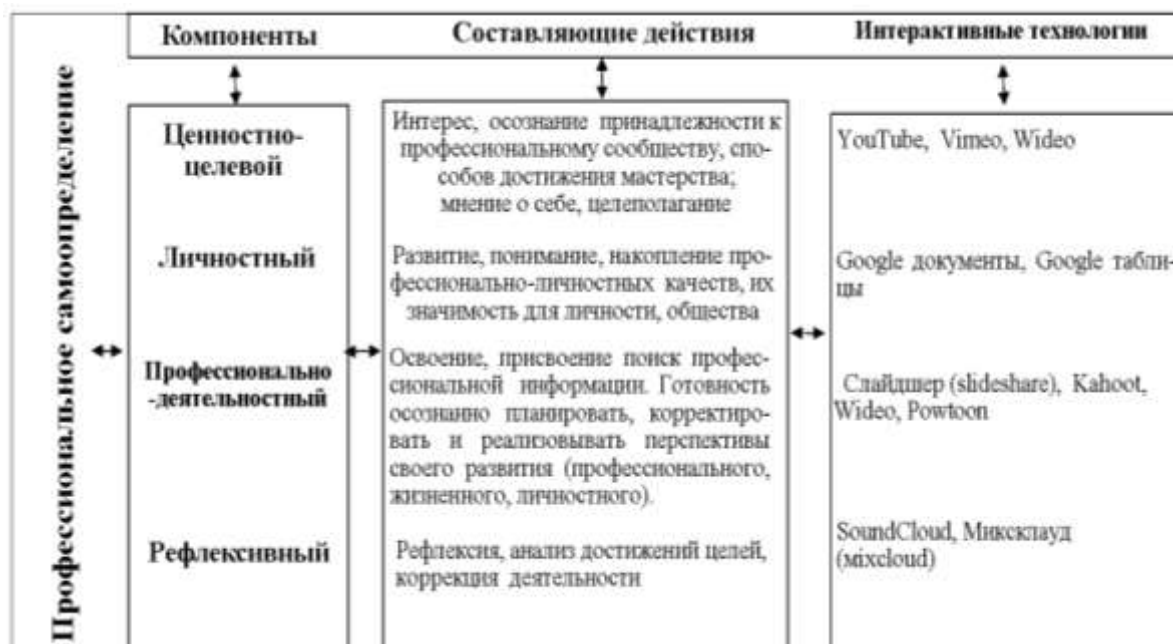 Профессиональное самоопределение
Компоненты
Составляющие действия
Интерактивные технологии
Ценностно-
целевой
Интерес, осознание принадлежности к
профессиональному сообществу, спо-
собов достижения мастерства;
мнение о себе, целеполагание
YouTube, Vimeo, Wideo
Личностный
Развитие, понимание, накопление про-
фессионально-личностных качеств, их
значимость для личности, общества
Google документы, Google табли-
цы
Профессионально
-деятельностный
Освоение, присвоение поиск профес-
сиональной информации. Готовность
осознанно планировать, корректиро-
вать и реализовывать перспективы
своего развития (профессионального,
жизненного, личностного).
Слайдшер (slideshare), Kahoot,
Wideo, Powtoon
Рефлексивный
Рефлексия, анализ достижений целей,
коррекция деятельности
SoundCloud, Миксклауд
(мixcloud)